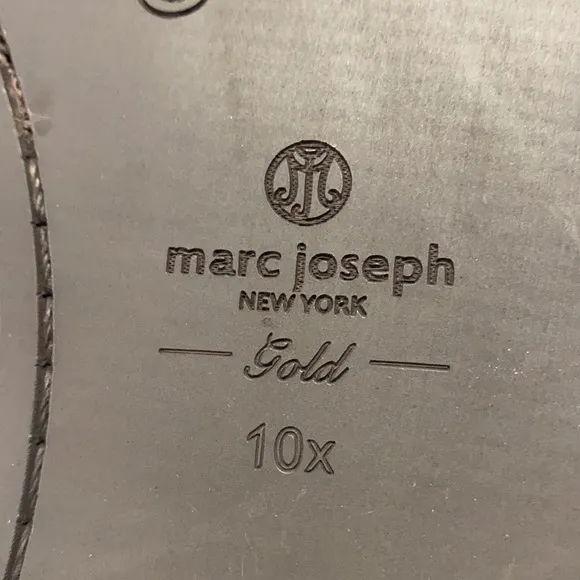 marc joseph
NEW YORK
Gold
10x